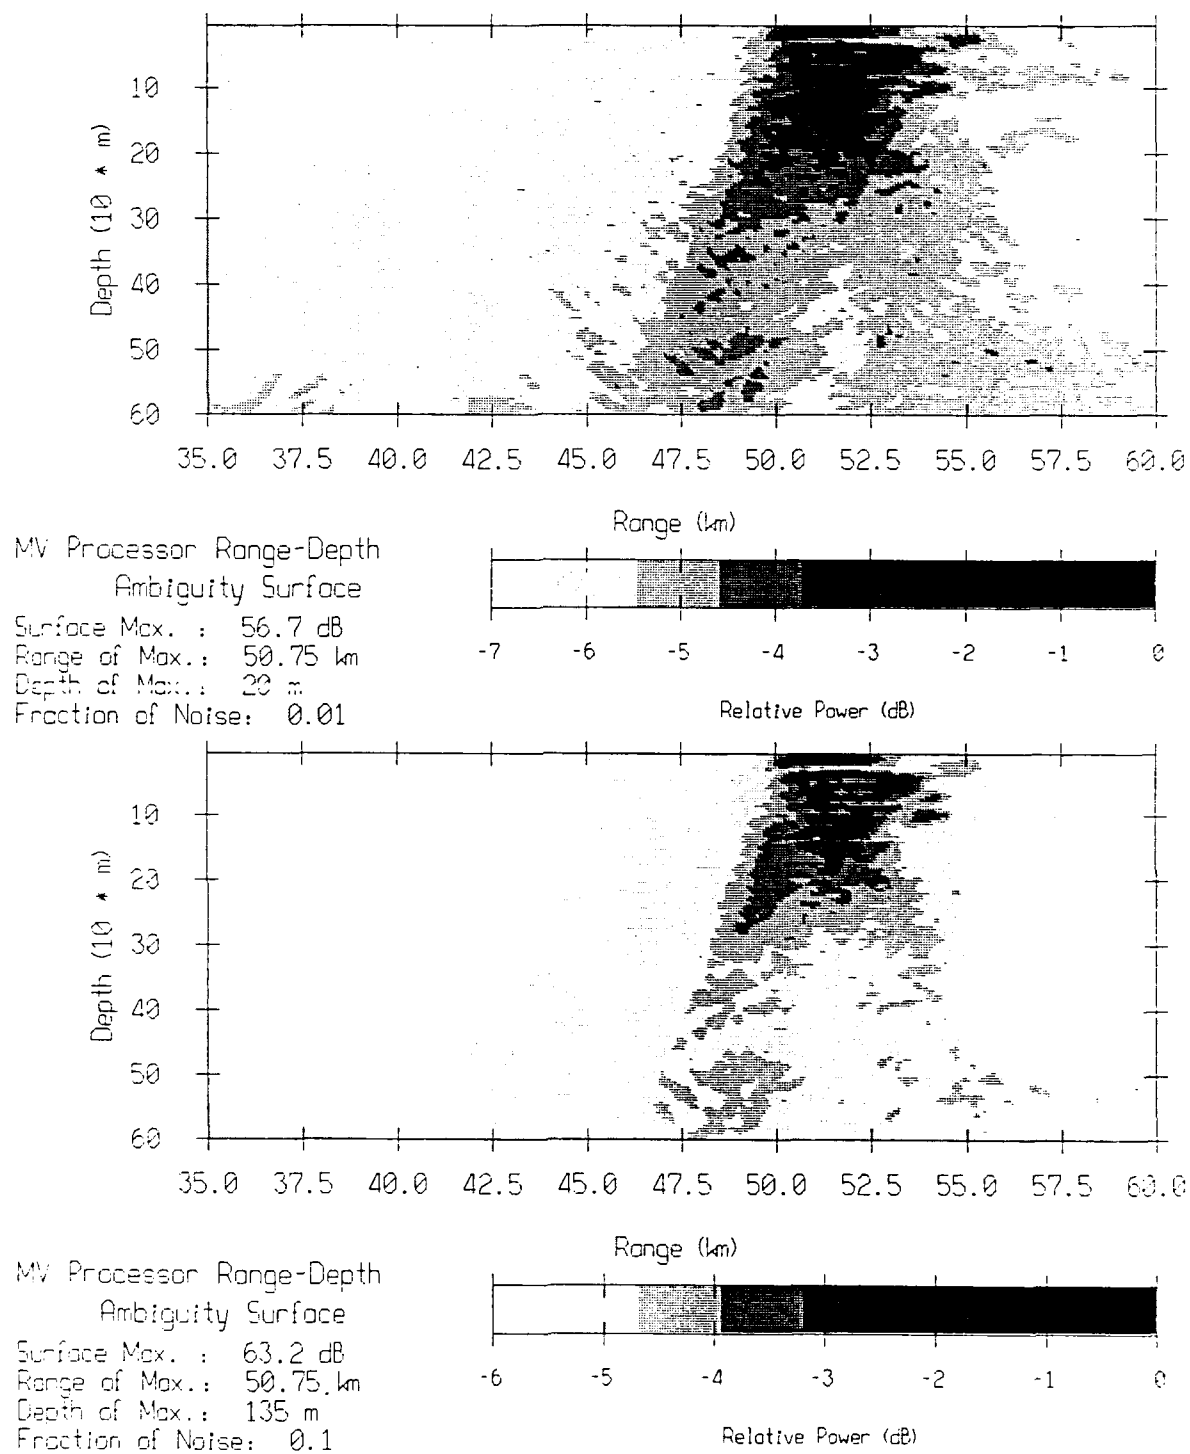 10
20
30
40
50
60
Depth (10 * m)
35.0 37.5 40.0 42.5 45.0 47.5 50.0 52.5 55.0 57.5 60.0
Range (km)
MV Processor Range-Depth
Ambiguity Surface
Surface Max. : 56.7 dB
Range of Max.: 50.75 km
Depth of Max.: 20 m
Fraction of Noise: 0.01
-7 -6 -5 -4 -3 -2 -1 0
Relative Power (dB)
10
20
30
40
50
60
Depth (10 * m)
35.0 37.5 40.0 42.5 45.0 47.5 50.0 52.5 55.0 57.5 60.0
Range (km)
MV Processor Range-Depth
Ambiguity Surface
Surface Max. : 63.2 dB
Range of Max.: 50.75 km
Depth of Max.: 135 m
Fraction of Noise: 0.1
-6 -5 -4 -3 -2 -1 0
Relative Power (dB)